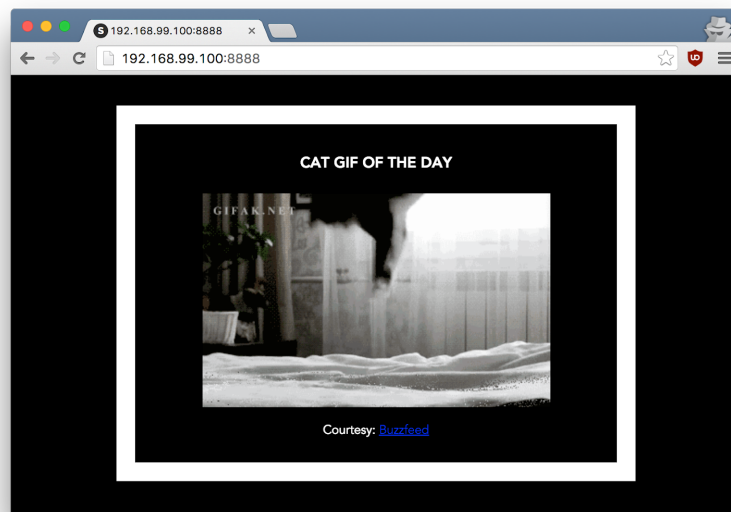 S 192.168.99.100:8888
192.168.99.100:8888
CAT GIF OF THE DAY
GIFAK.NET
Courtesy: Buzzfeed